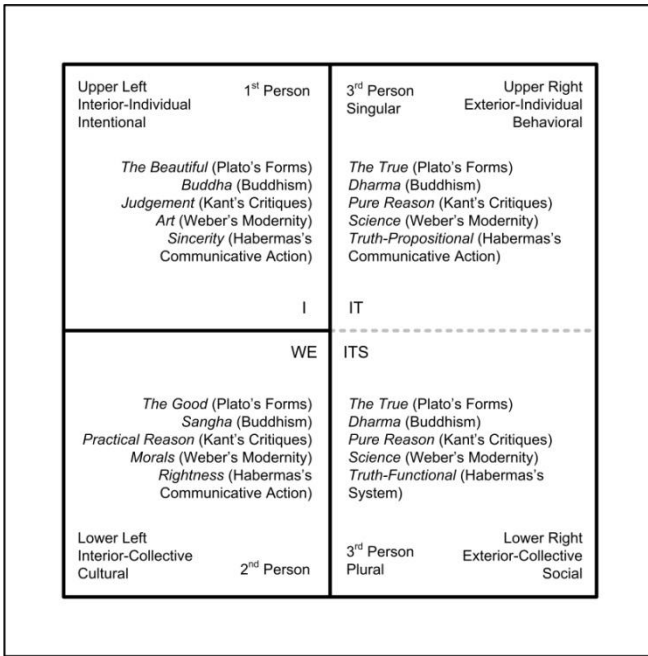 Upper Left
Interior-Individual
Intentional
1st Person
The Beautiful (Plato's Forms)
Buddha (Buddhism)
Judgement (Kant's Critiques)
Art (Weber's Modernity)
Sincerity (Habermas's
Communicative Action)
I
3rd Person
Singular
Upper Right
Exterior-Individual
Behavioral
The True (Plato's Forms)
Dharma (Buddhism)
Pure Reason (Kant's Critiques)
Science (Weber's Modernity)
Truth-Propositional (Habermas's
Communicative Action)
IT
WE
The Good (Plato's Forms)
Sangha (Buddhism)
Practical Reason (Kant's Critiques)
Morals (Weber's Modernity)
Rightness (Habermas's
Communicative Action)
Lower Left
Interior-Collective
Cultural
2nd Person
ITS
The True (Plato's Forms)
Dharma (Buddhism)
Pure Reason (Kant's Critiques)
Science (Weber's Modernity)
Truth-Functional (Habermas's
System)
3rd Person
Plural
Lower Right
Exterior-Collective
Social